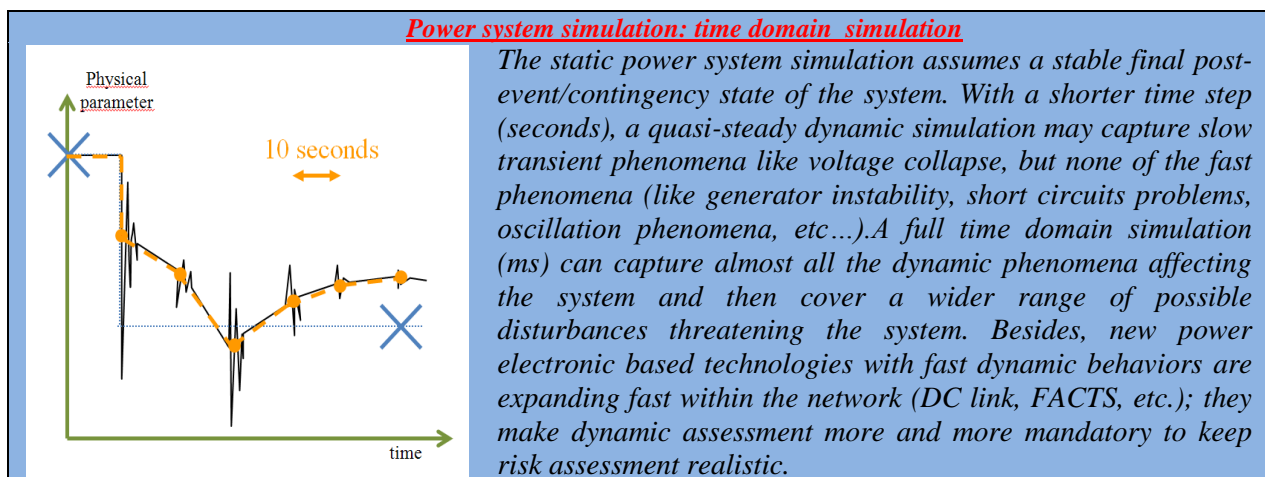 Power system simulation: time domain simulation
Physical
parameter
10 seconds
time
The static power system simulation assumes a stable final post-
event/contingency state of the system. With a shorter time step
(seconds), a quasi-steady dynamic simulation may capture slow
transient phenomena like voltage collapse, but none of the fast
phenomena (like generator instability, short circuits problems,
oscillation phenomena, etc…).A full time domain simulation
(ms) can capture almost all the dynamic phenomena affecting
the system and then cover a wider range of possible
disturbances threatening the system. Besides, new power
electronic based technologies with fast dynamic behaviors are
expanding fast within the network (DC link, FACTS, etc.); they
make dynamic assessment more and more mandatory to keep
risk assessment realistic.